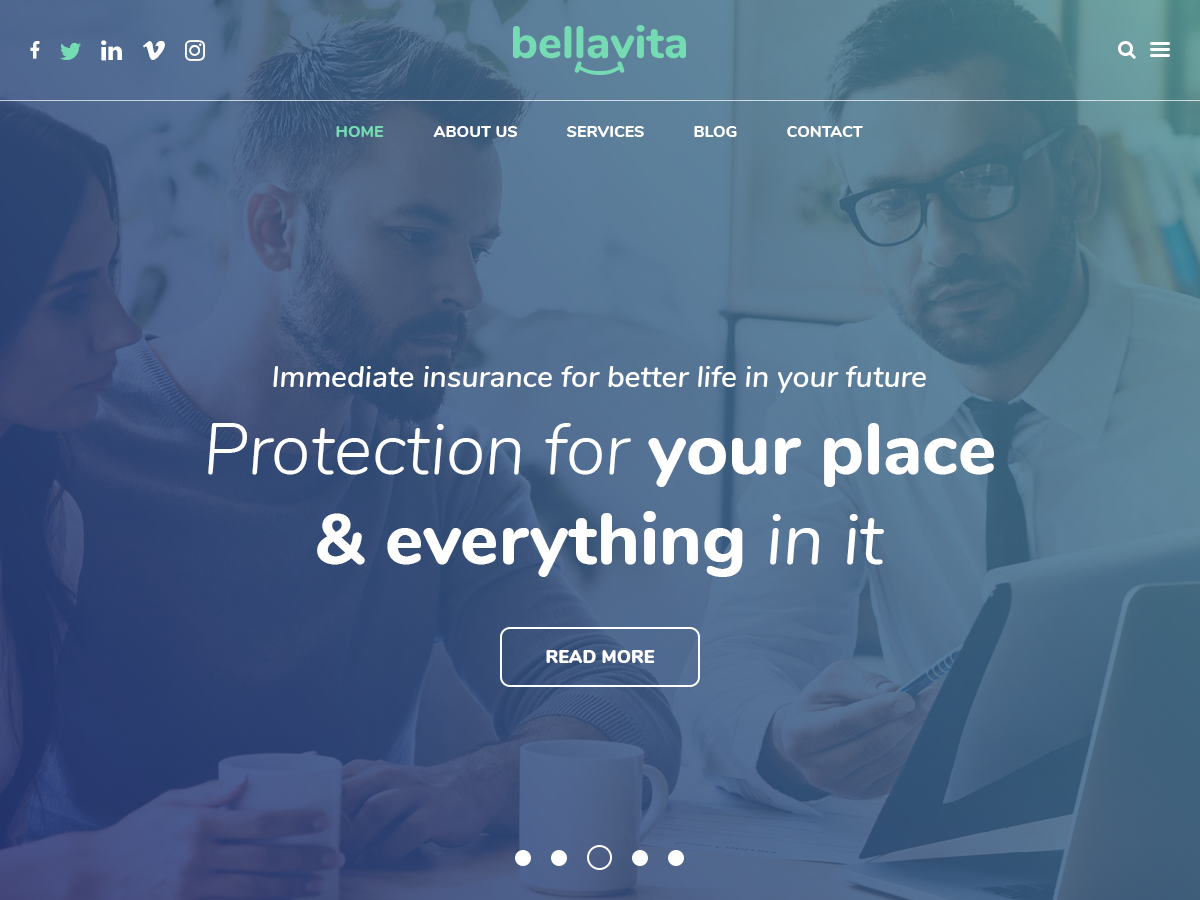 bellavita
HOME ABOUT US SERVICES BLOG CONTACT
Immediate insurance for better life in your future
Protection for your place
& everything in it
READ MORE